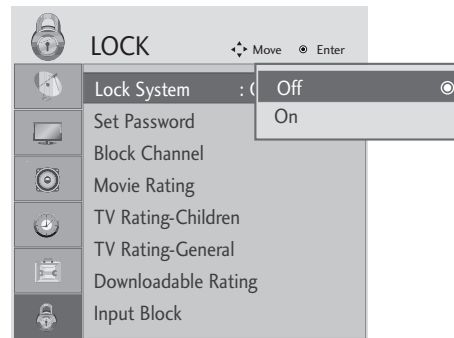 LOCK
Move Enter
Lock System : Off
Set Password On
Block Channel
Movie Rating
TV Rating-Children
TV Rating-General
Downloadable Rating
Input Block